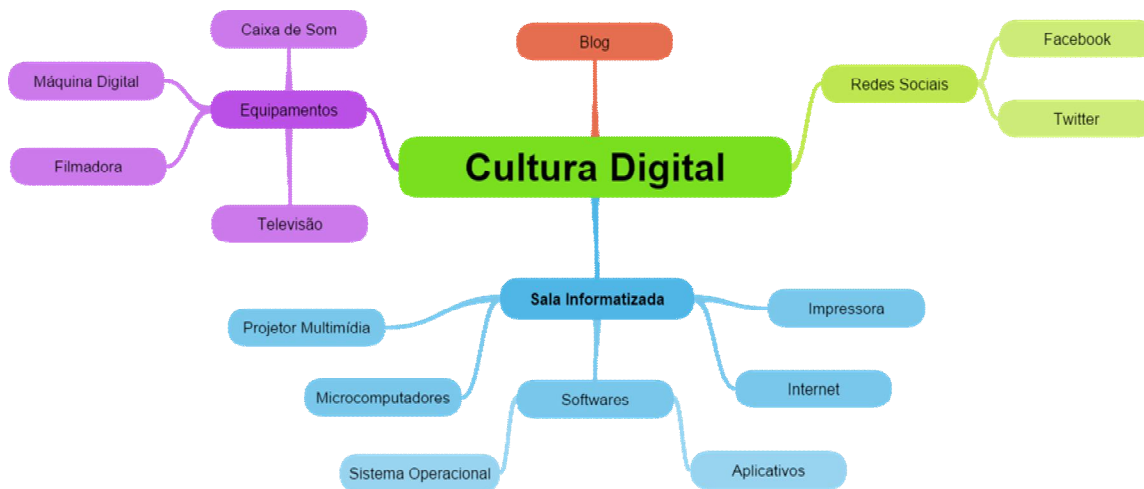 Caixa de Som
Blog
Facebook
Máquina Digital
Redes Sociais
Equipamentos
Twitter
Filmadora
Cultura Digital
Televisão
Sala Informatizada
Impressora
Projetor Multimídia
Internet
Microcomputadores
Softwares
Sistema Operacional
Aplicativos